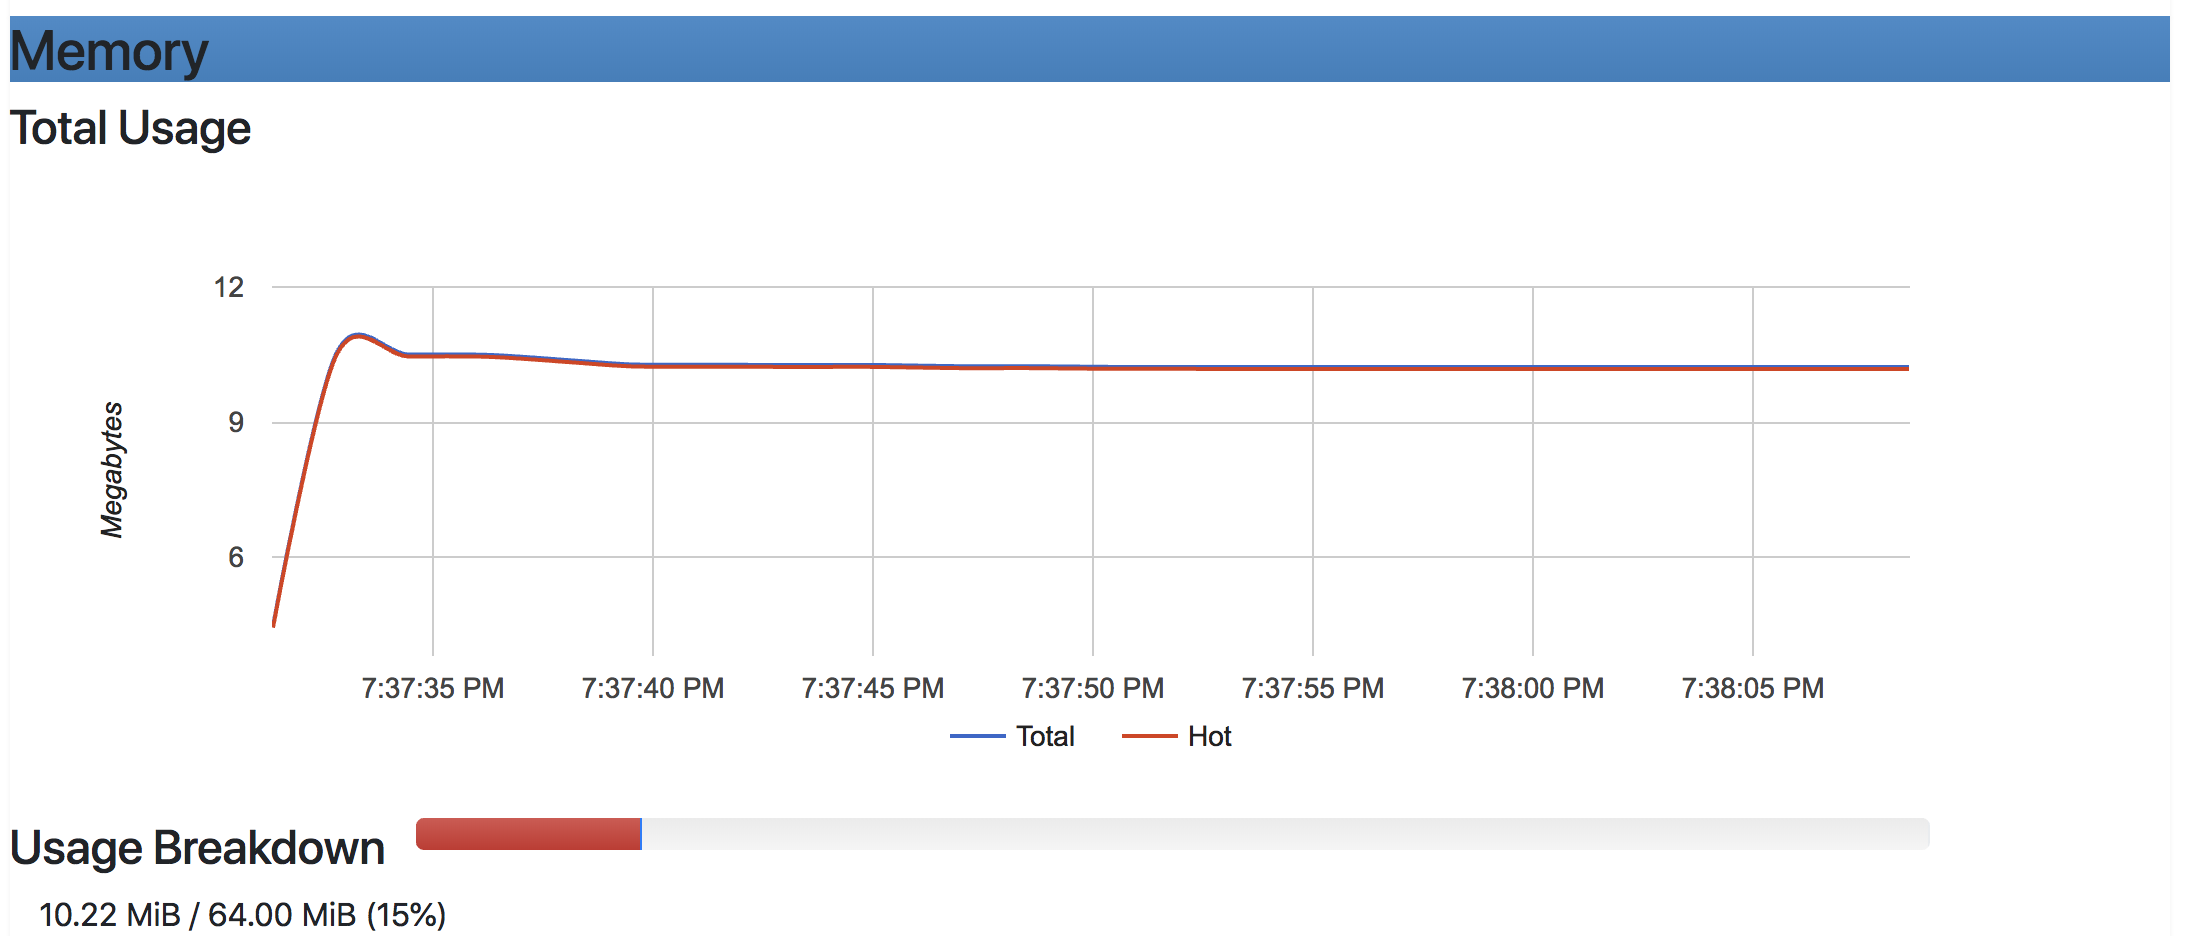 Memory
Total Usage
12
9
6
Megabytes
7:37:35 PM 7:37:40 PM 7:37:45 PM 7:37:50 PM 7:37:55 PM 7:38:00 PM 7:38:05 PM
Total Hot
Usage Breakdown
10.22 MiB / 64.00 MiB (15%)